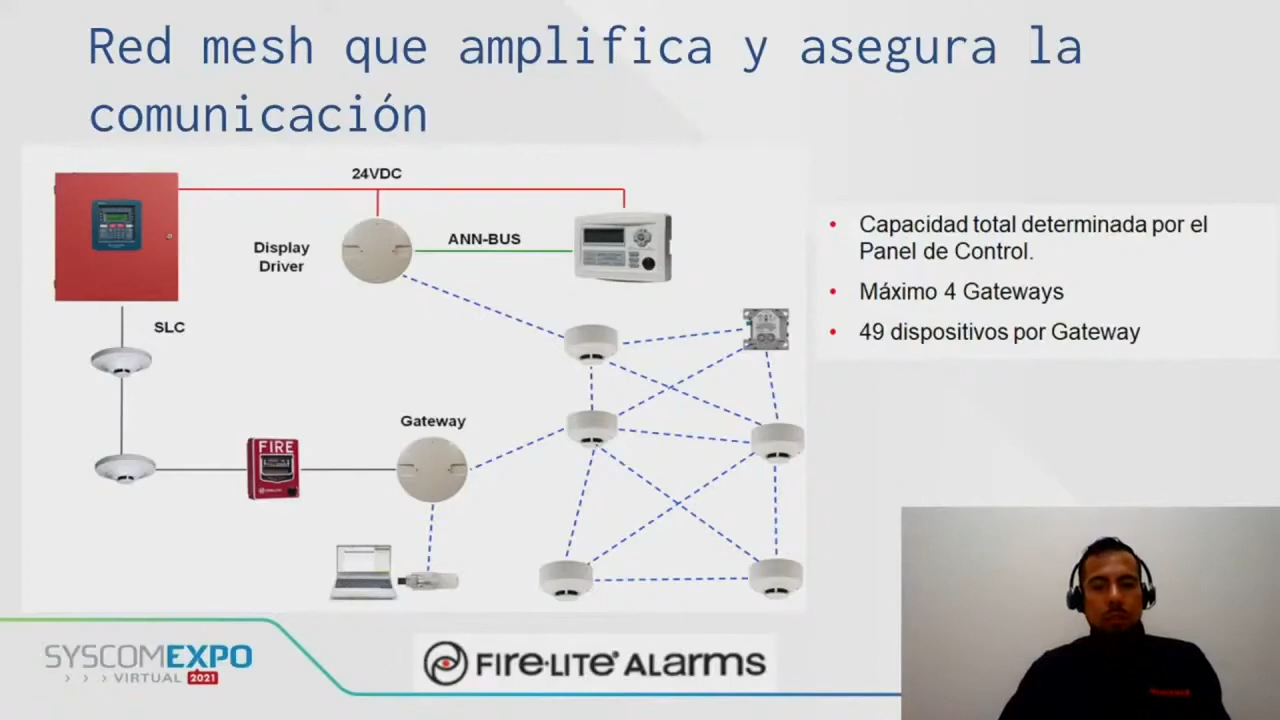 Red mesh que amplifica y asegura la
comunicación
24VDC
Display
Driver
ANN-BUS
SLC
Gateway
FIRE
• Capacidad total determinada por el
Panel de Control.
• Máximo 4 Gateways
• 49 dispositivos por Gateway
SYSCOMEXPO
› › › VIRTUAL 2021
FIRE·LITE® ALARMS